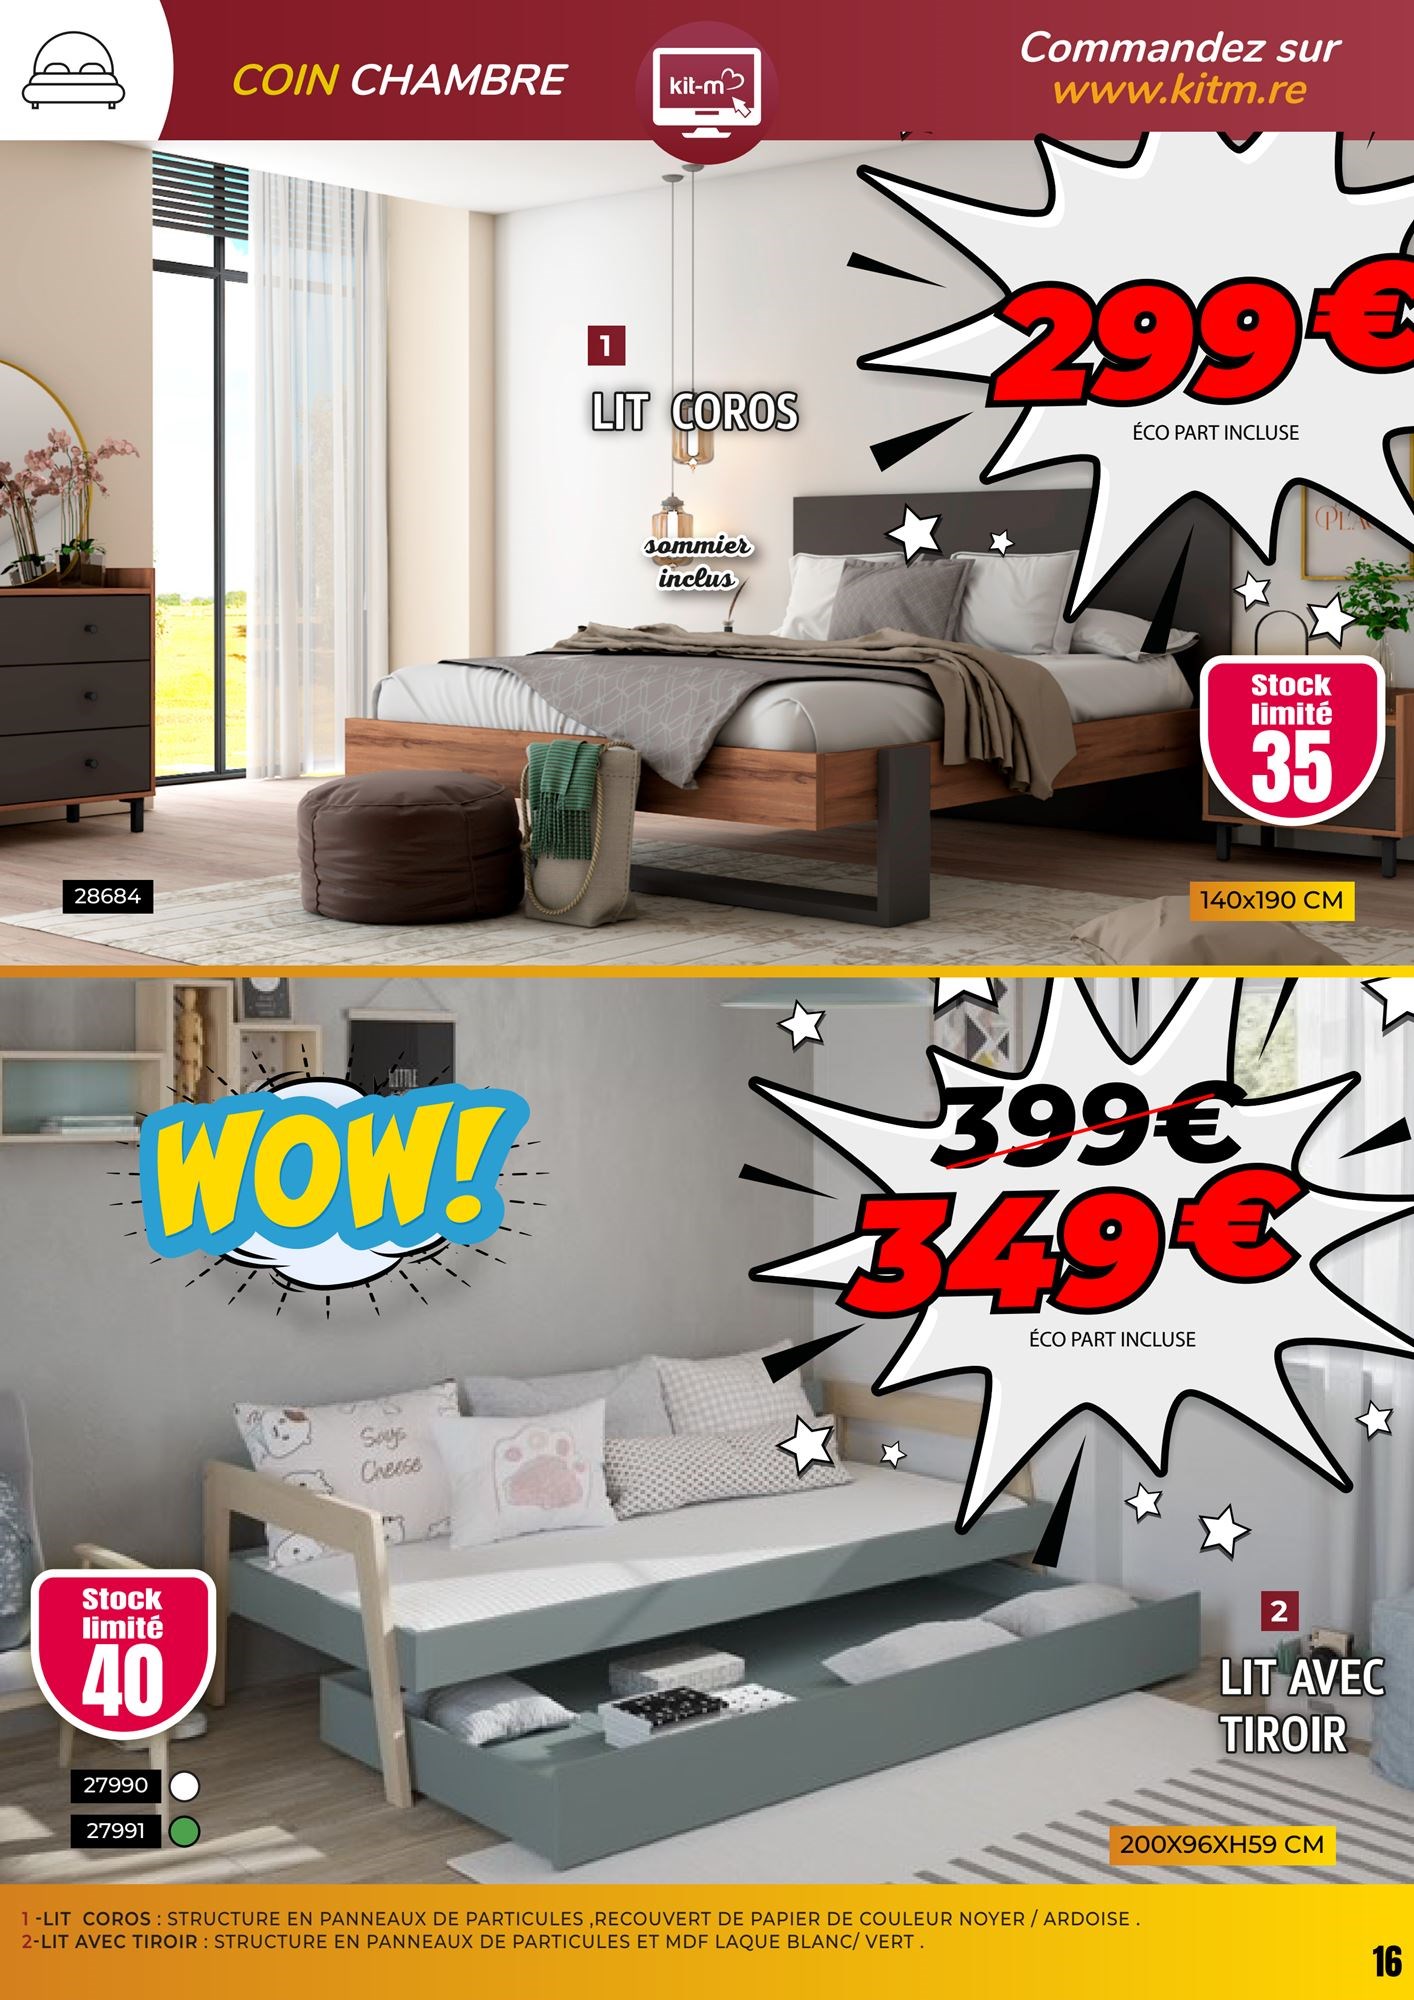 COIN CHAMBRE
kit-m
Commandez sur
www.kitm.re
299€
ÉCO PART INCLUSE
1
LIT COROS
sommier
inclus
Stock
limité
35
28684
140x190 CM
WOW!
LITTLE
399€
349€
ÉCO PART INCLUSE
Says
Cheese
Stock
limité
40
2
LIT AVEC
TIROIR
27990
27991
200X96XH59 CM
1 -LIT COROS : STRUCTURE EN PANNEAUX DE PARTICULES ,RECOUVERT DE PAPIER DE COULEUR NOYER / ARDOISE .
2-LIT AVEC TIROIR : STRUCTURE EN PANNEAUX DE PARTICULES ET MDF LAQUE BLANC/ VERT .
16